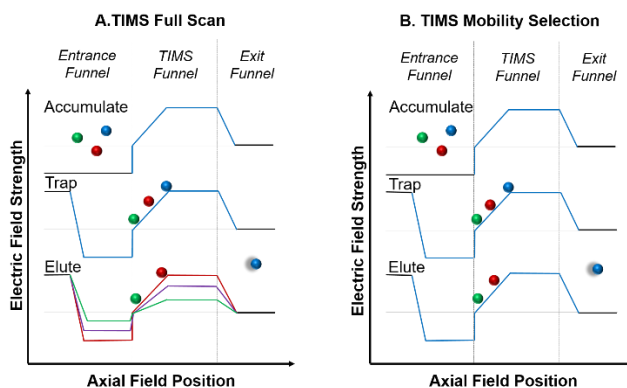 A.TIMS Full Scan
Entrance
Funnel
TIMS
Funnel
Exit
Funnel
Accumulate
Trap
Elute
Electric Field Strength
Axial Field Position
B. TIMS Mobility Selection
Entrance
Funnel
TIMS
Funnel
Exit
Funnel
Accumulate
Trap
Elute
Electric Field Strength
Axial Field Position